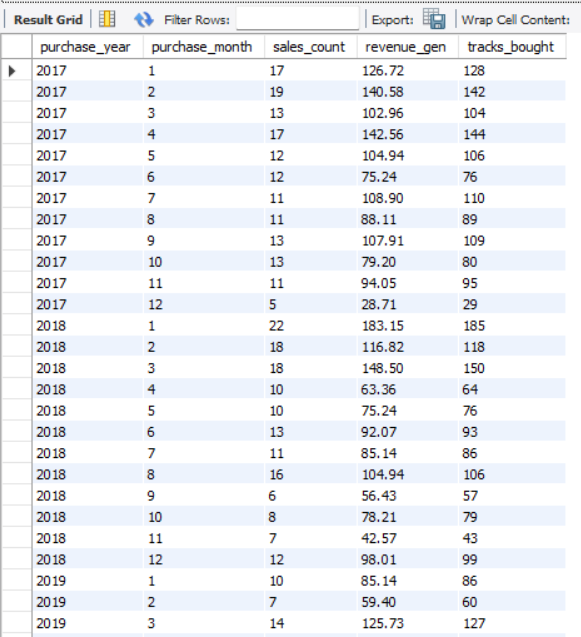 Result Grid Filter Rows: Export: Wrap Cell Content:
purchase_year purchase_month sales_count revenue_gen tracks_bought
2017 1 17 126.72 128
2017 2 19 140.58 142
2017 3 13 102.96 104
2017 4 17 142.56 144
2017 5 12 104.94 106
2017 6 12 75.24 76
2017 7 11 108.90 110
2017 8 11 88.11 89
2017 9 13 107.91 109
2017 10 13 79.20 80
2017 11 11 94.05 95
2017 12 5 28.71 29
2018 1 22 183.15 185
2018 2 18 116.82 118
2018 3 18 148.50 150
2018 4 10 63.36 64
2018 5 10 75.24 76
2018 6 13 92.07 93
2018 7 11 85.14 86
2018 8 16 104.94 106
2018 9 6 56.43 57
2018 10 8 78.21 79
2018 11 7 42.57 43
2018 12 12 98.01 99
2019 1 10 85.14 86
2019 2 7 59.40 60
2019 3 14 125.73 127